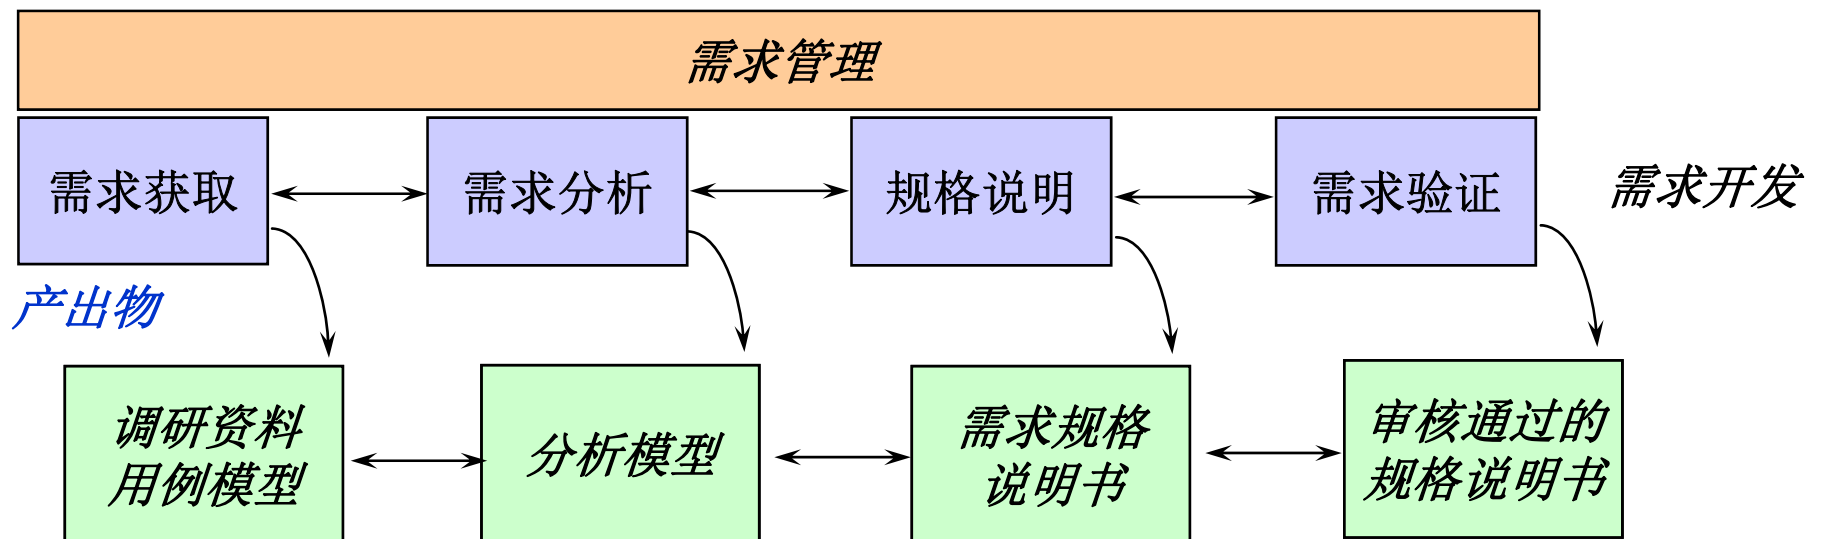 需求管理
需求获取
需求分析
规格说明
需求验证
需求开发
产出物
调研资料
用例模型
分析模型
需求规格
说明书
审核通过的
规格说明书